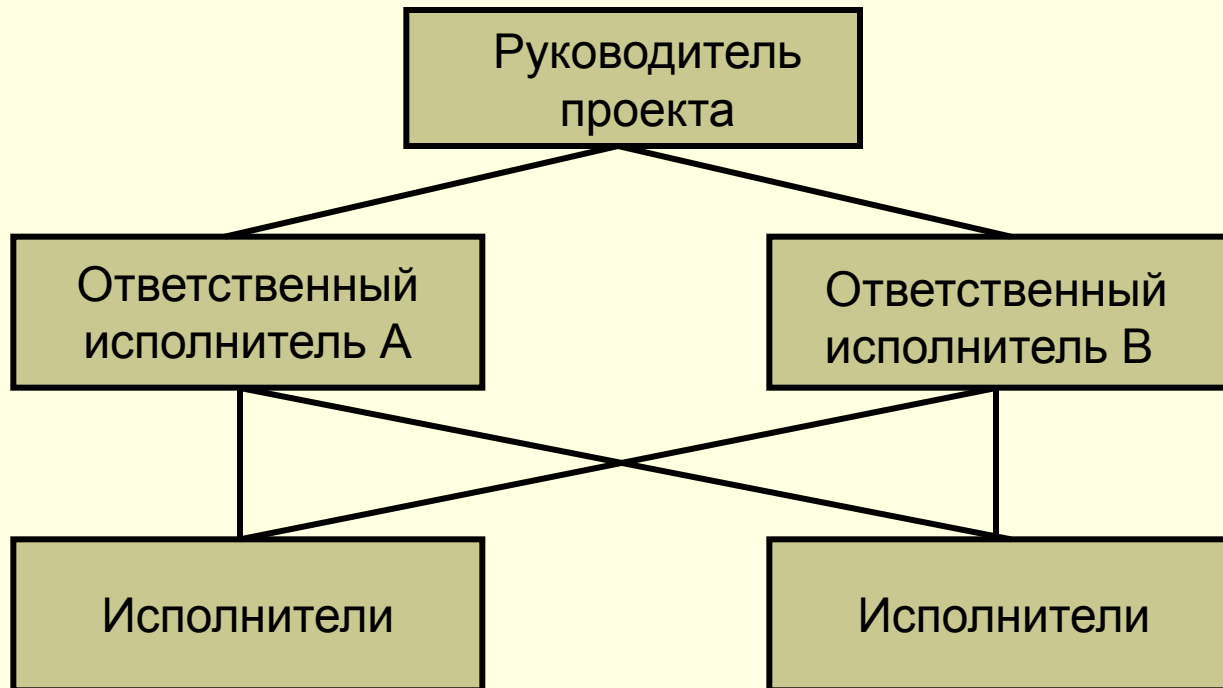 Руководитель
проекта
Ответственный
исполнитель А
Ответственный
исполнитель В
Исполнители
Исполнители